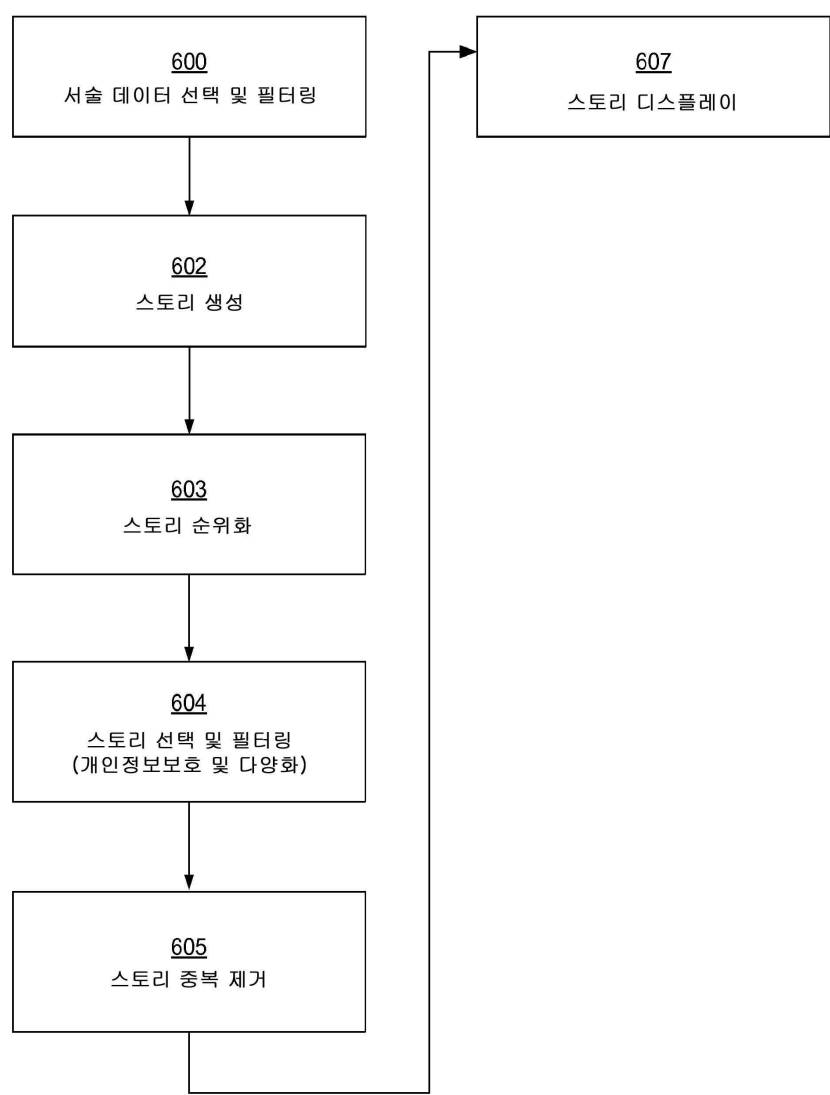 600
서술 데이터 선택 및 필터링
602
스토리 생성
603
스토리 순위화
604
스토리 선택 및 필터링
(개인정보보호 및 다양화)
605
스토리 중복 제거
607
스토리 디스플레이